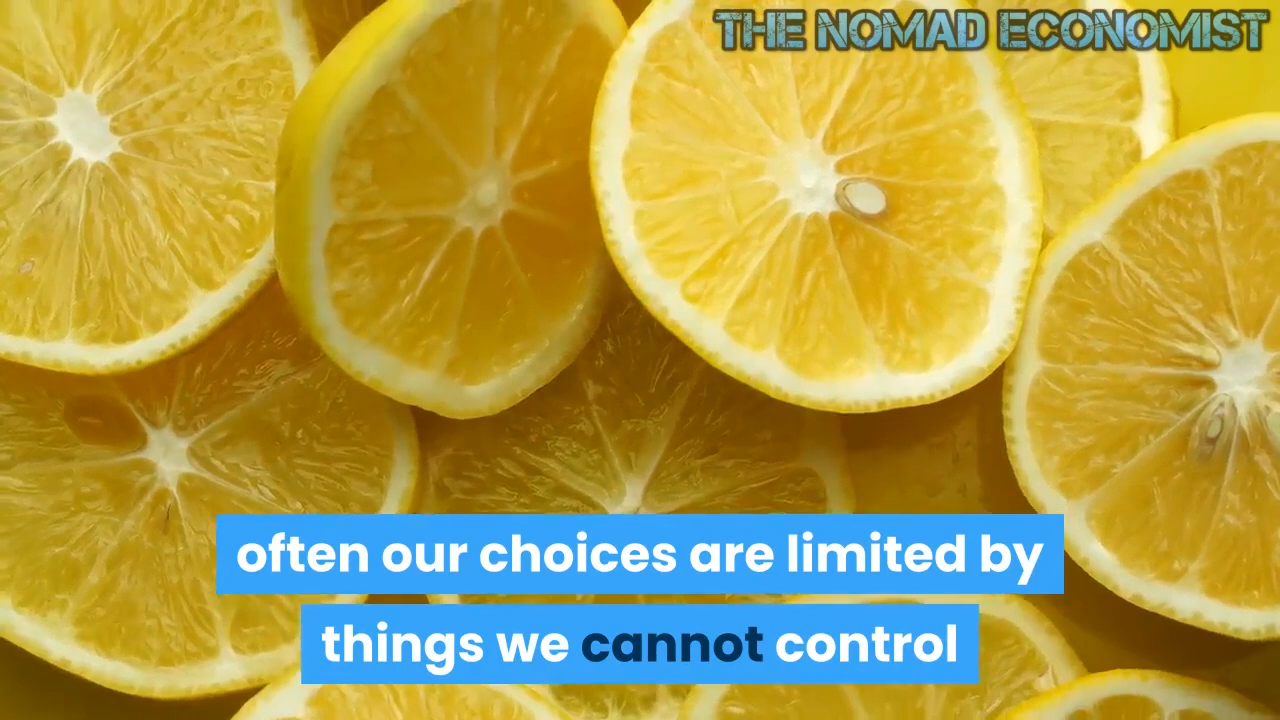 THE NOMAD ECONOMIST
often our choices are limited by
things we cannot control